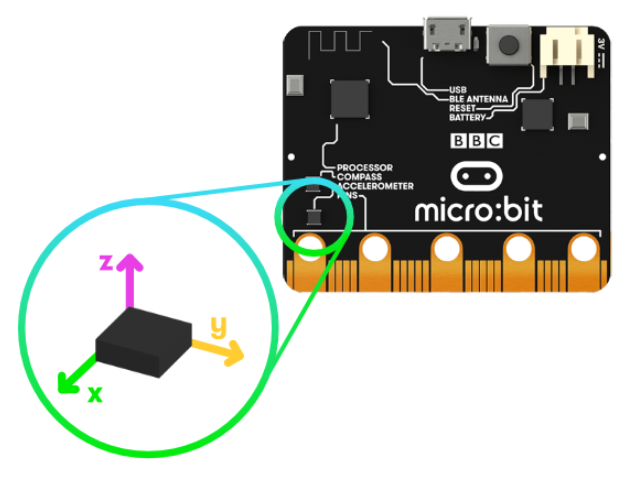 3V
USB
BLE ANTENNA
RESET
BATTERY
BBC
PROCESSOR
COMPASS
ACCELEROMETER
PINS
micro:bit
z
y
x